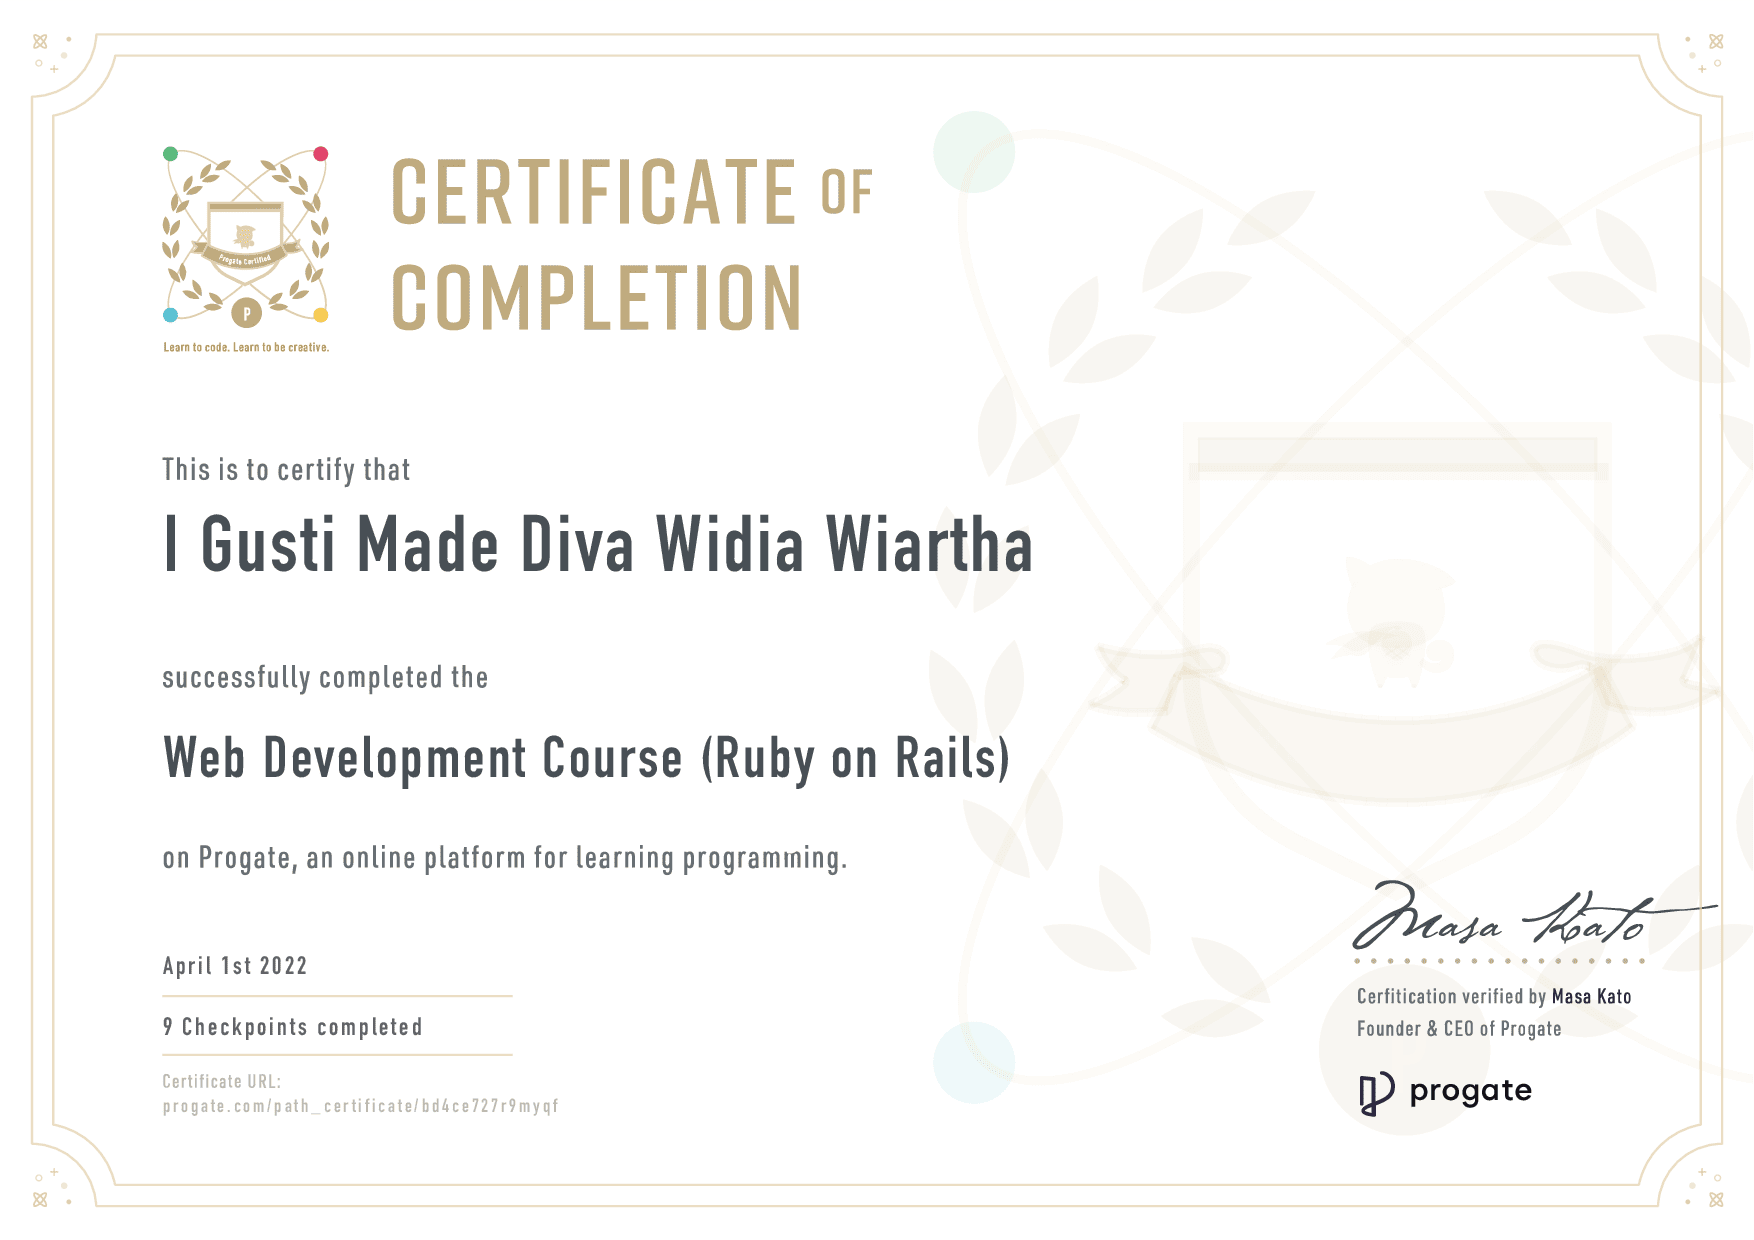 CERTIFICATE OF
COMPLETION
Progate Certified
P
Learn to code. Learn to be creative.
This is to certify that
I Gusti Made Diva Widia Wiartha
successfully completed the
Web Development Course (Ruby on Rails)
on Progate, an online platform for learning programming.
April 1st 2022
9 Checkpoints completed
Certificate URL:
progate.com/path_certificate/bd4ce727r9myqf
Masa Kato
Cerfitication verified by Masa Kato
Founder & CEO of Progate
progate